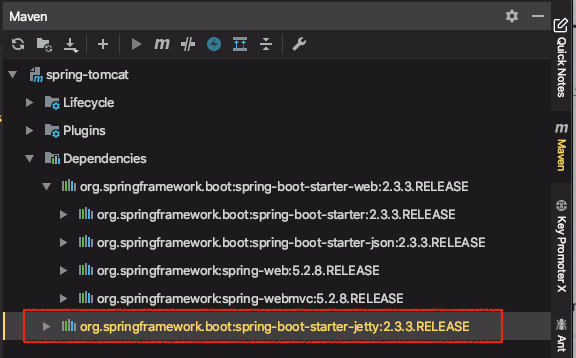 Maven
spring-tomcat
Lifecycle
Plugins
Dependencies
org.springframework.boot:spring-boot-starter-web:2.3.3.RELEASE
org.springframework.boot:spring-boot-starter:2.3.3.RELEASE
org.springframework.boot:spring-boot-starter-json:2.3.3.RELEASE
org.springframework:spring-web:5.2.8.RELEASE
org.springframework:spring-webmvc:5.2.8.RELEASE
org.springframework.boot:spring-boot-starter-jetty:2.3.3.RELEASE
Quick Notes
Maven
Key Promoter X
Ant